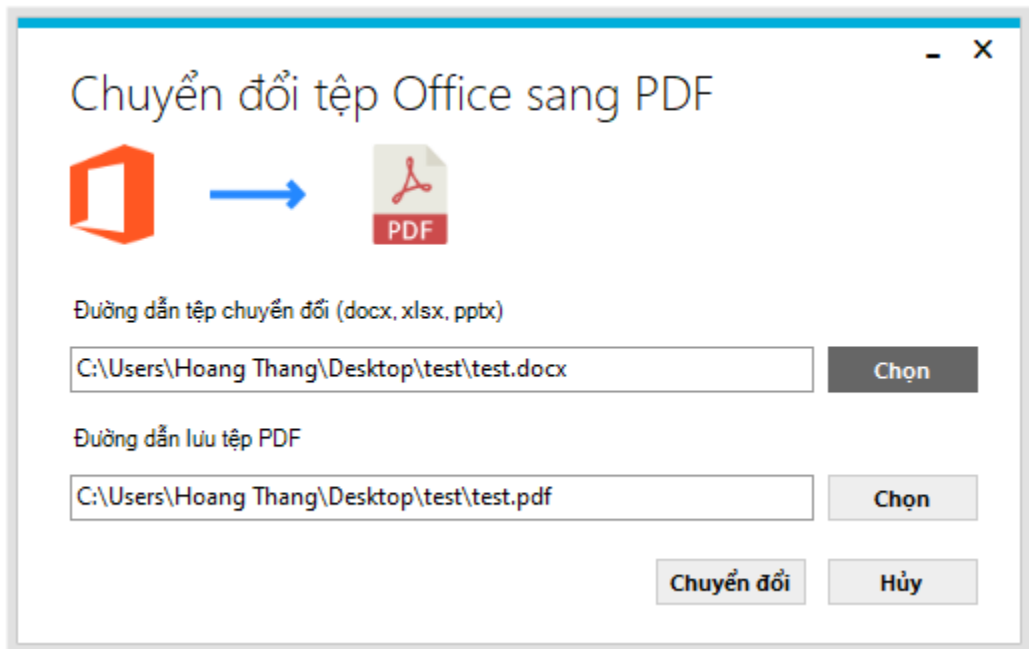 Chuyển đổi tệp Office sang PDF
PDF
Đường dẫn tệp chuyển đổi (docx, xlsx, pptx)
C:\Users\Hoang Thang\Desktop\test\test.docx
Chọn
Đường dẫn lưu tệp PDF
C:\Users\Hoang Thang\Desktop\test\test.pdf
Chọn
Chuyển đổi
Hủy